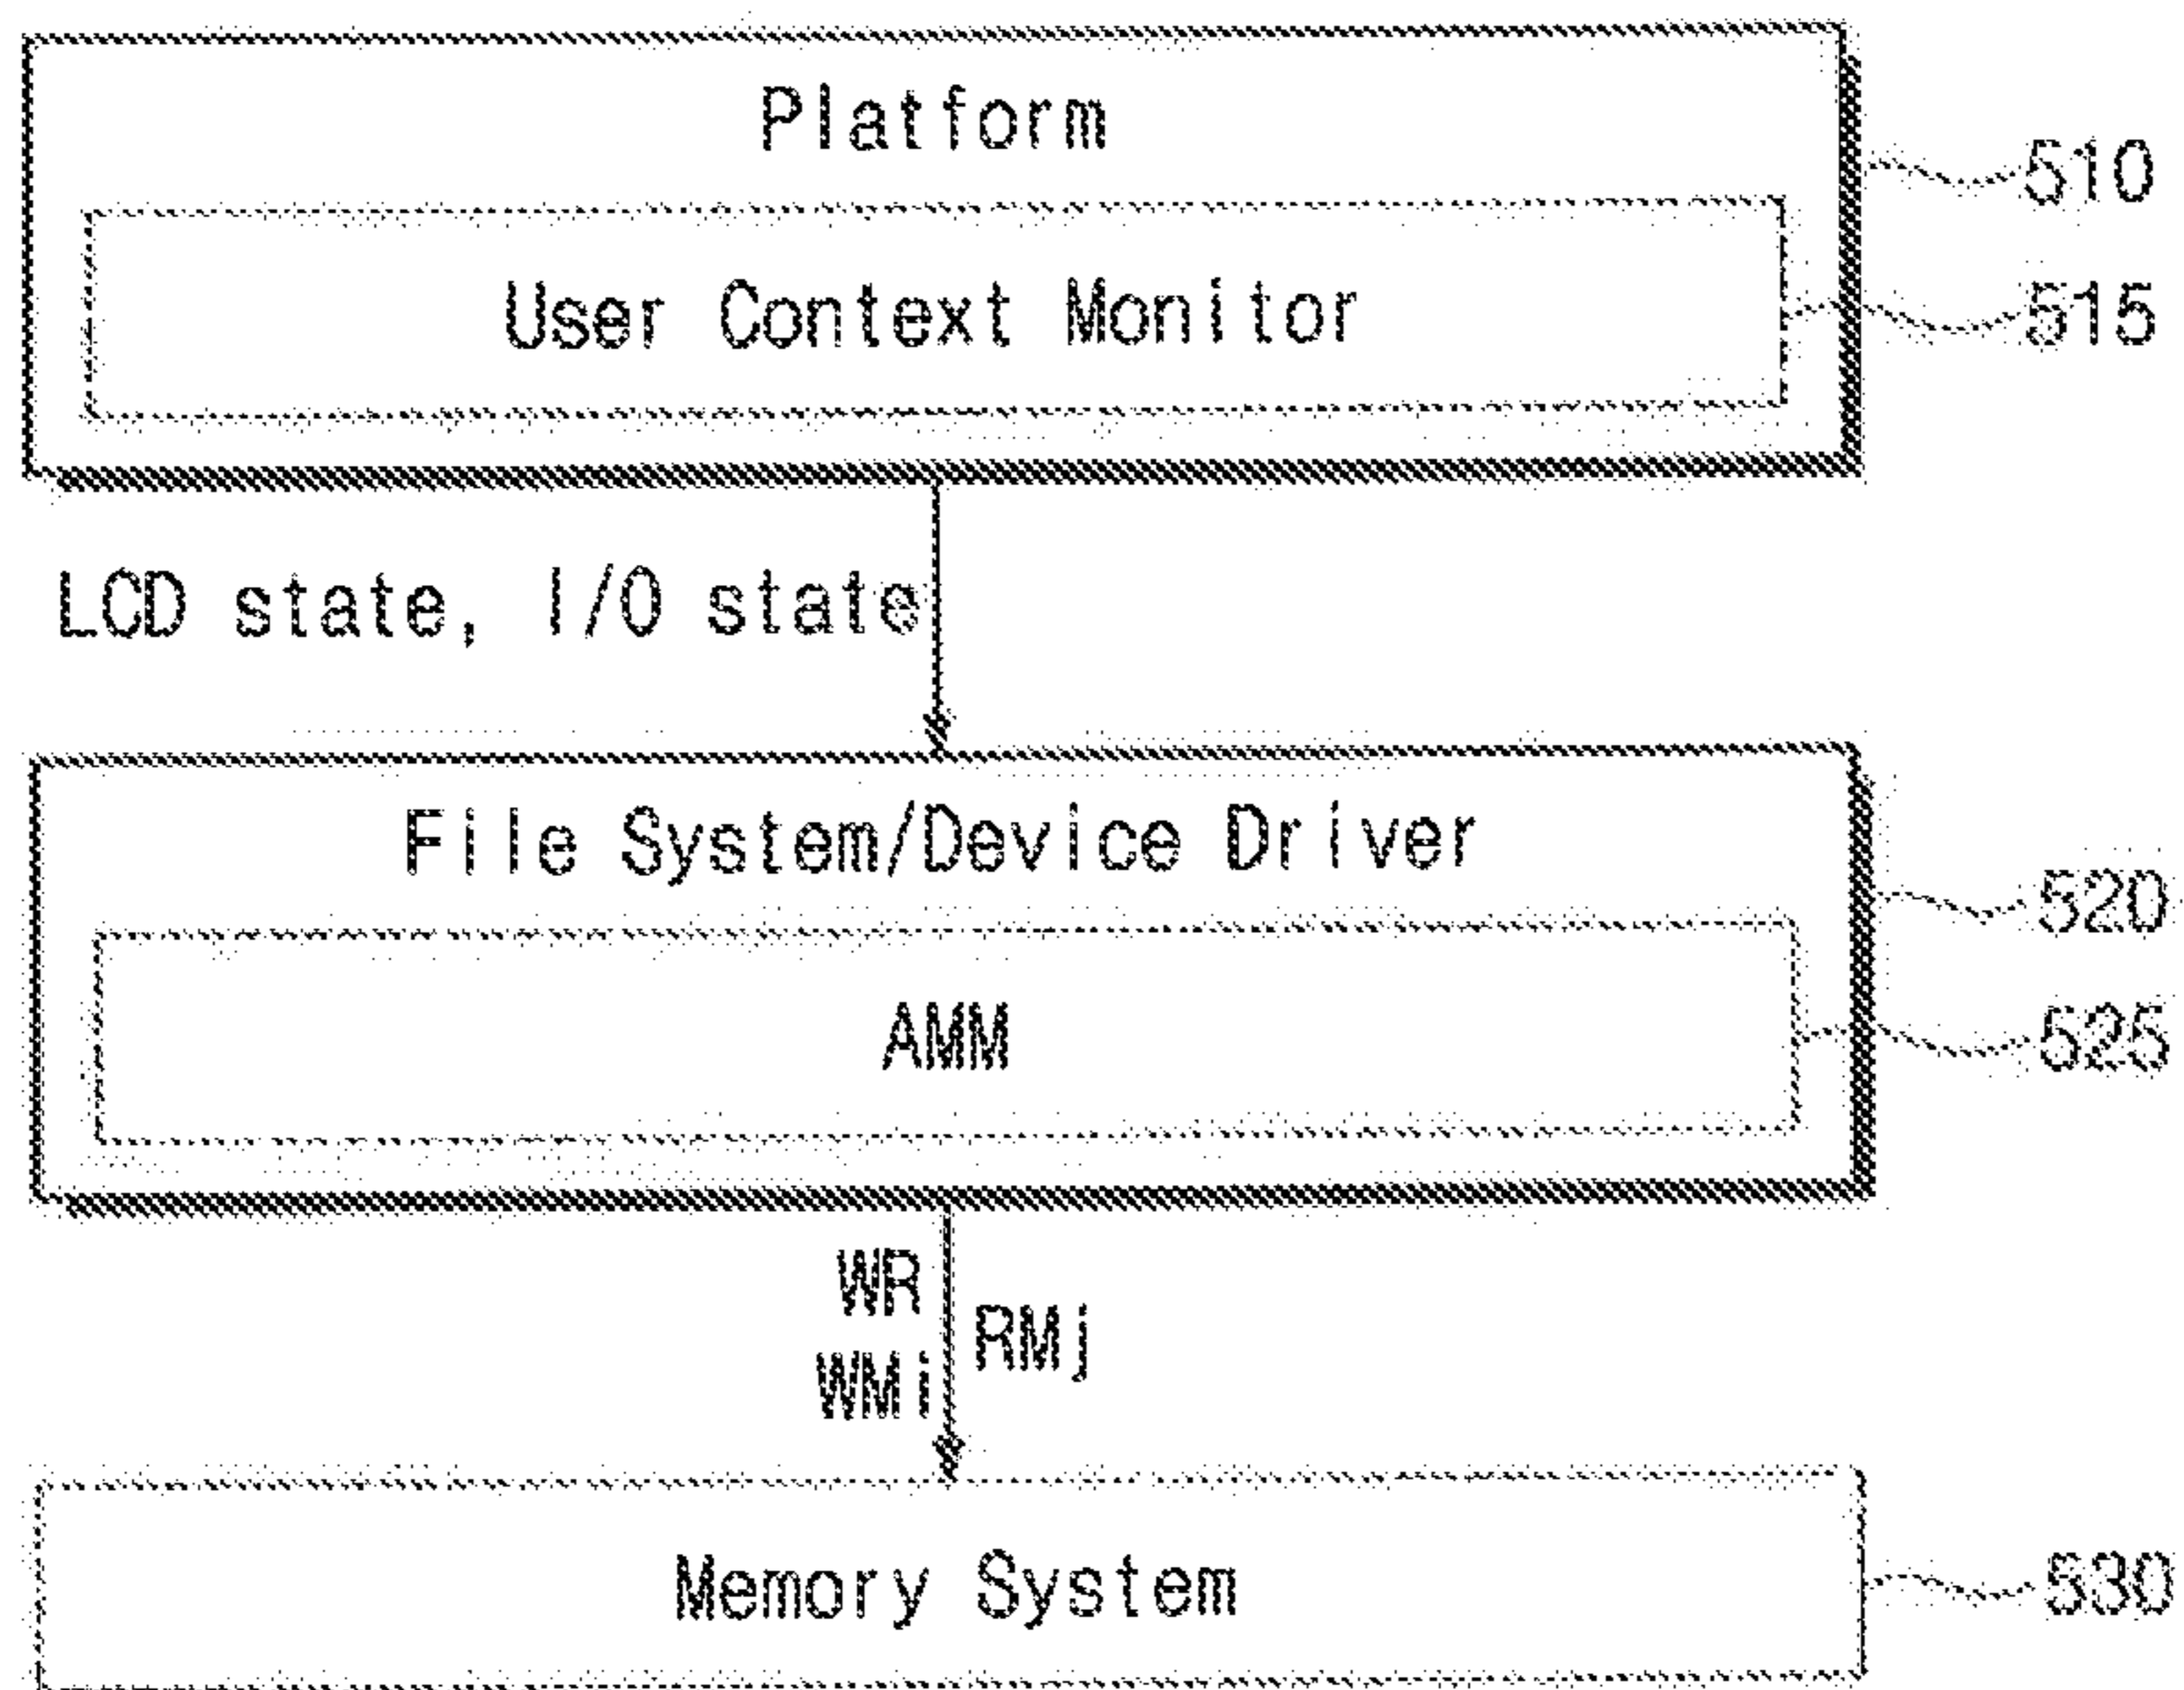 Platform
510
User Context Monitor
515
LCD state, I/O state
File System/Device Driver
520
AMM
525
WR
RMj
WMi
Memory System
530